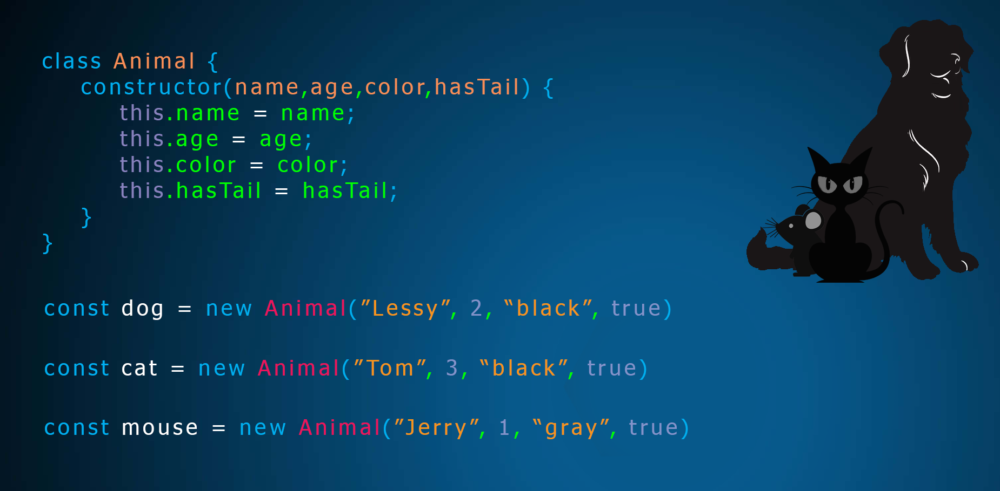 class Animal {
constructor(name,age,color,hasTail) {
this.name = name;
this.age = age;
this.color = color;
this.hasTail = hasTail;
}
}
const dog = new Animal(”Lessy”, 2, “black”, true)
const cat = new Animal(”Tom”, 3, “black”, true)
const mouse = new Animal(”Jerry”, 1, “gray”, true)